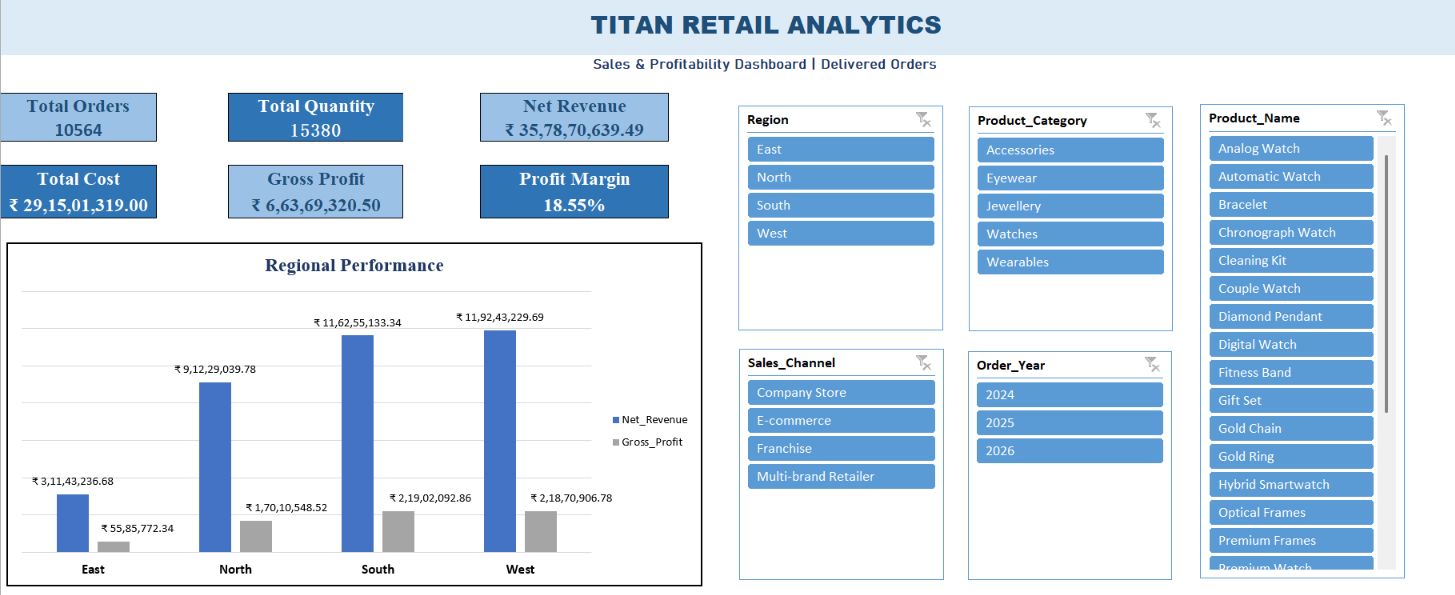 TITAN RETAIL ANALYTICS
Sales & Profitability Dashboard | Delivered Orders
Total Orders
10564
Total Quantity
15380
Net Revenue
₹ 35,78,70,639.49
Total Cost
₹ 29,15,01,319.00
Gross Profit
₹ 6,63,69,320.50
Profit Margin
18.55%
Regional Performance
₹ 3,11,43,236.68
₹ 55,85,772.34
₹ 9,12,29,039.78
₹ 1,70,10,548.52
₹ 11,62,55,133.34
₹ 2,19,02,092.86
₹ 11,92,43,229.69
₹ 2,18,70,906.78
East
North
South
West
Net_Revenue
Gross_Profit
Region
East
North
South
West
Product_Category
Accessories
Eyewear
Jewellery
Watches
Wearables
Sales_Channel
Company Store
E-commerce
Franchise
Multi-brand Retailer
Order_Year
2024
2025
2026
Product_Name
Analog Watch
Automatic Watch
Bracelet
Chronograph Watch
Cleaning Kit
Couple Watch
Diamond Pendant
Digital Watch
Fitness Band
Gift Set
Gold Chain
Gold Ring
Hybrid Smartwatch
Optical Frames
Premium Frames
Premium Watch